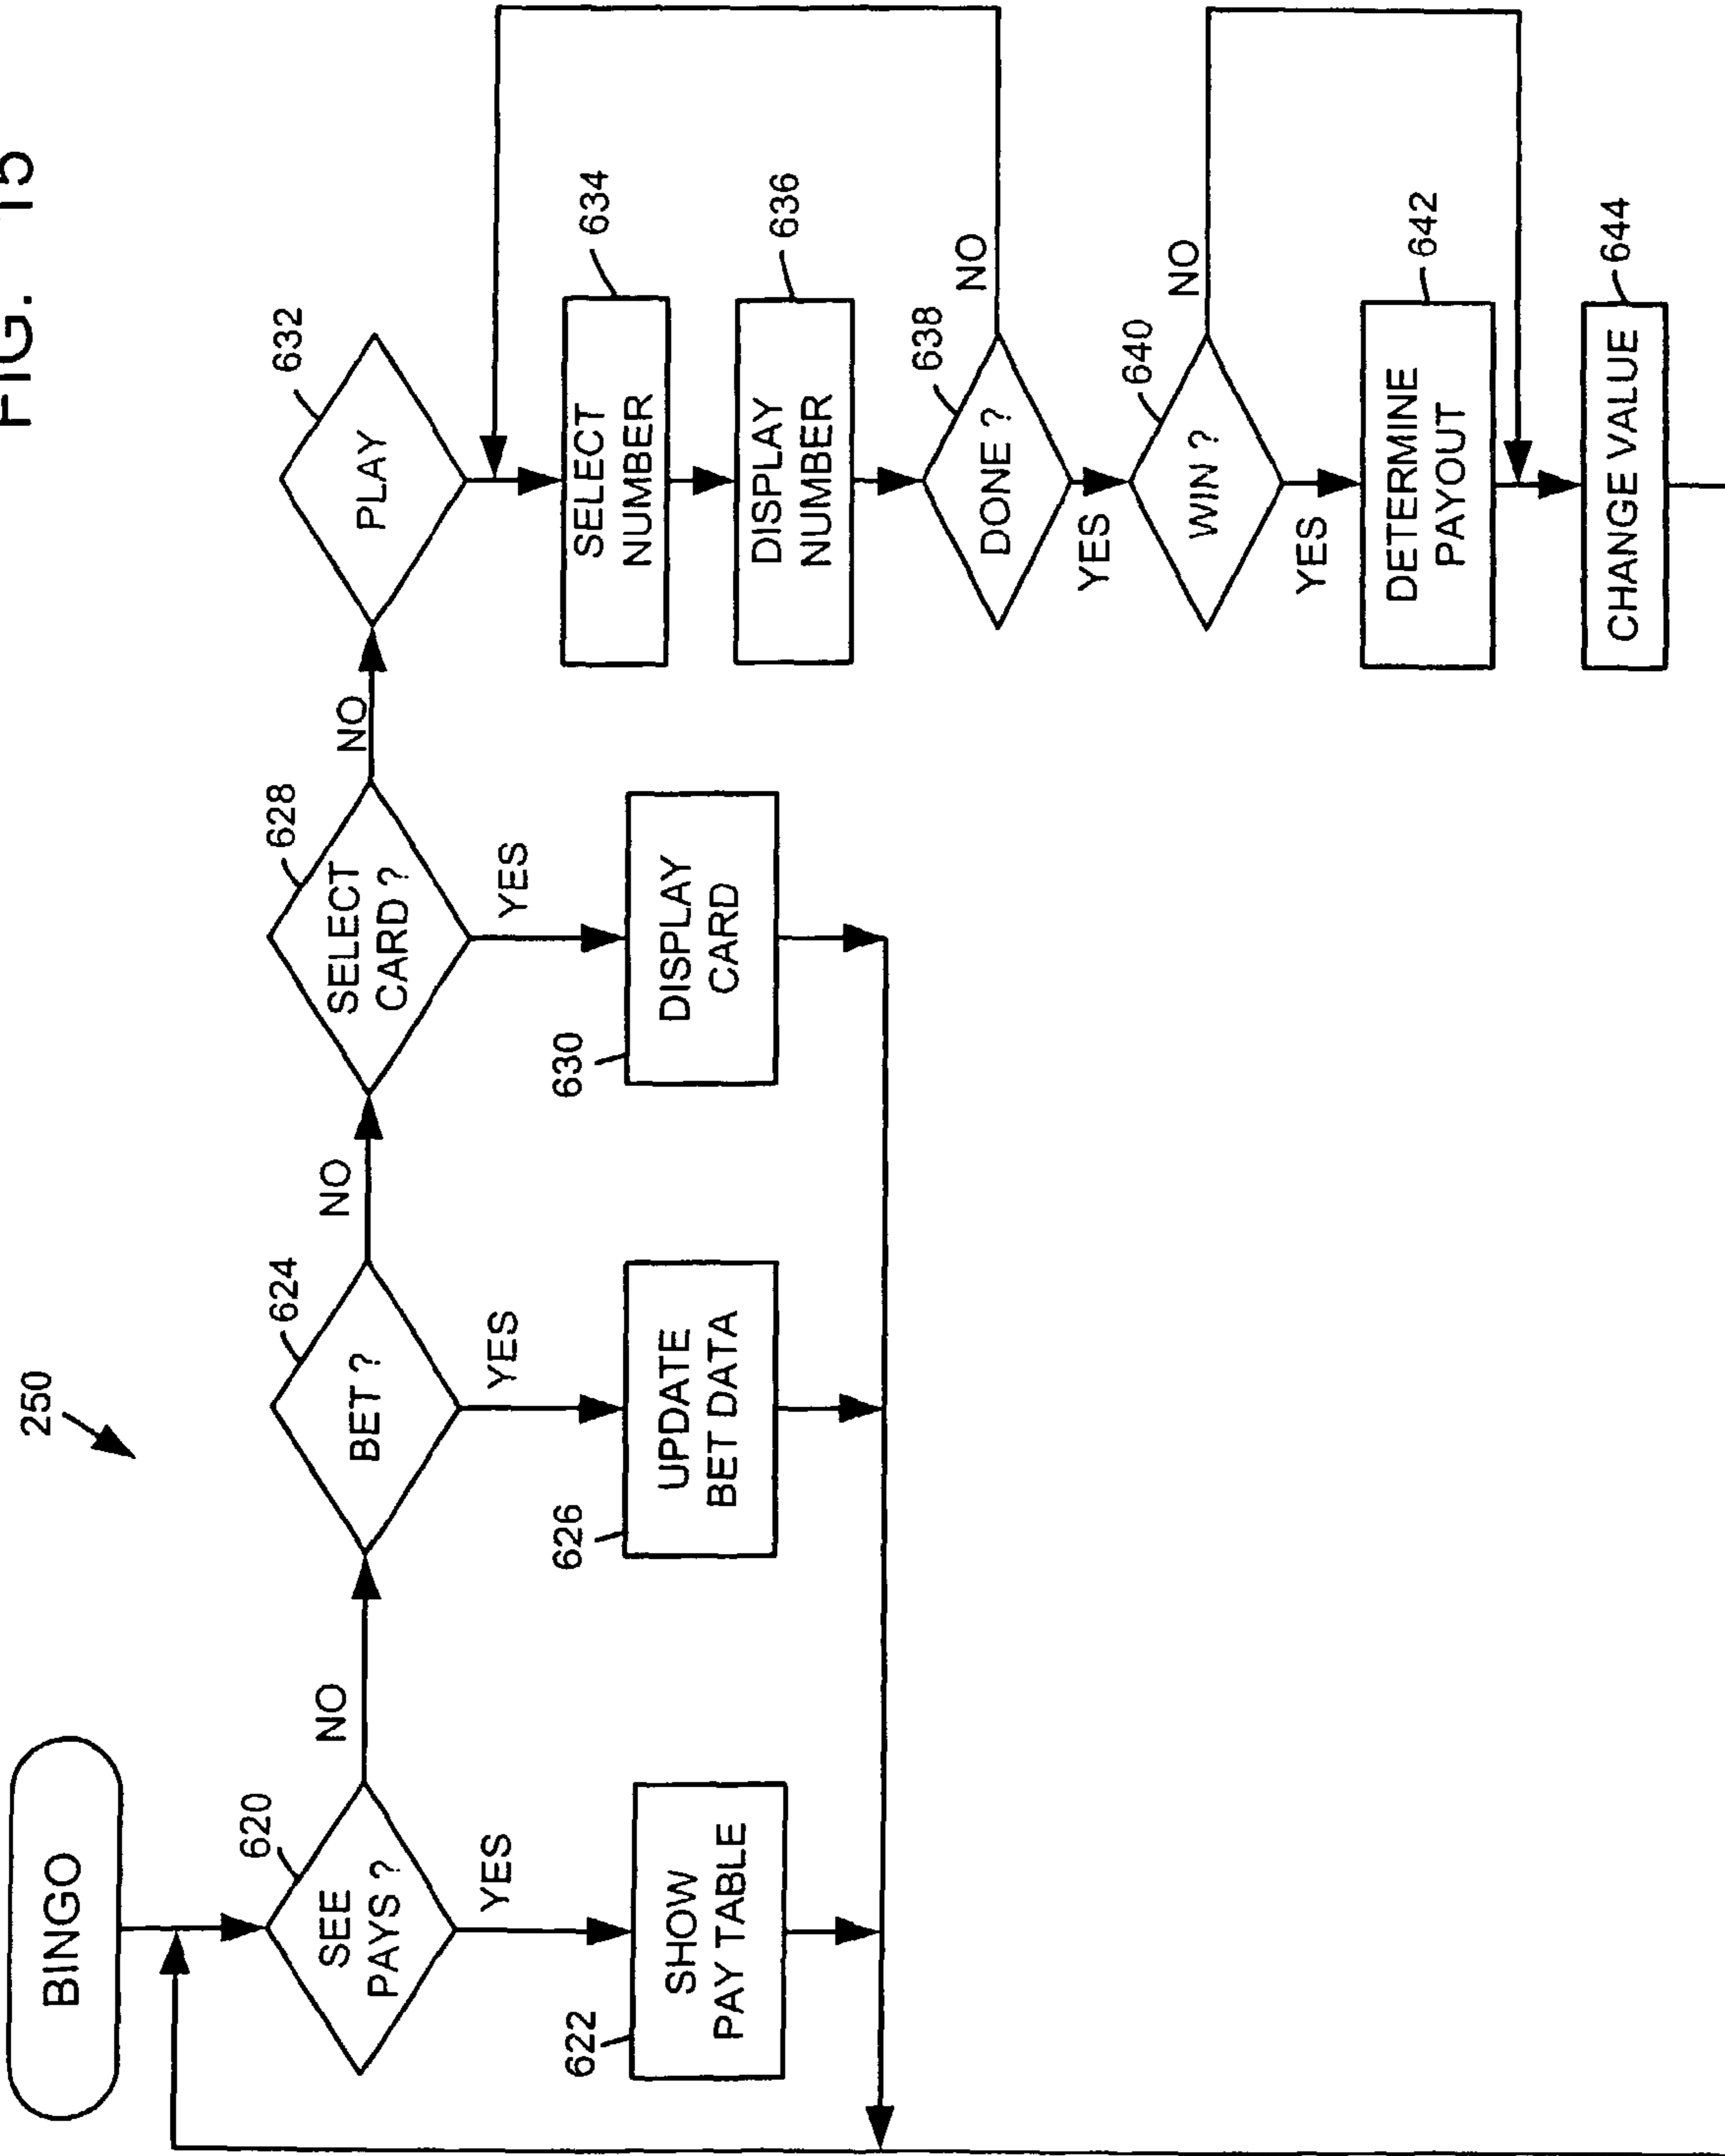 FIG. 15
250
BINGO
620
SEE
PAYS ?
YES
NO
622
SHOW
PAY TABLE
624
BET ?
YES
NO
626
UPDATE
BET DATA
628
SELECT
CARD ?
YES
NO
630
DISPLAY
CARD
632
PLAY
634
SELECT
NUMBER
636
DISPLAY
NUMBER
638
DONE ?
NO
YES
640
WIN ?
NO
YES
642
DETERMINE
PAYOUT
644
CHANGE VALUE